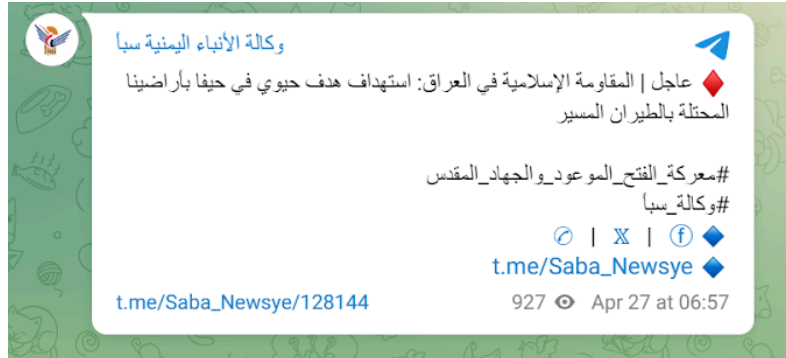 وكالة الأنباء اليمنية سبأ
♦ عاجل | المقاومة الإسلامية في العراق: استهداف هدف حيوي في حيفا بأراضينا
المحتلة بالطيران المسير
#معركة_الفتح_الموعود_والجهاد_المقدس
#وكالة_سبأ
🔷 ⓕ | 𝕏 | ✆
🔷 t.me/Saba_Newsye
t.me/Saba_Newsye/128144
927 Apr 27 at 06:57